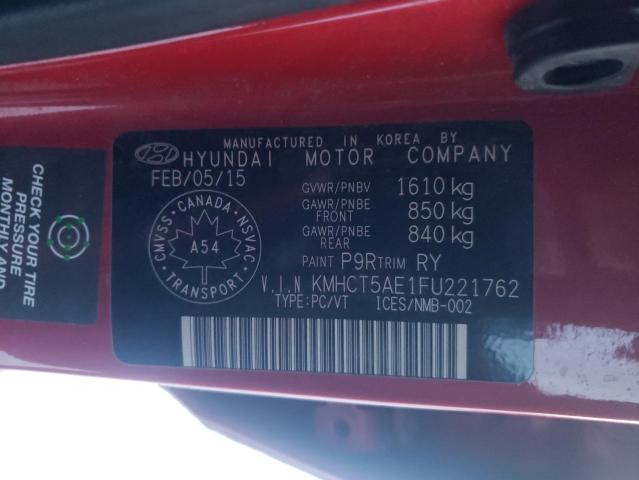 MANUFACTURED IN KOREA BY
HYUNDAI MOTOR COMPANY
FEB/05/15
GVWR/PNBV 1610 kg
GAWR/PNBE FRONT 850 kg
GAWR/PNBE REAR 840 kg
PAINT P9R TRIM RY
CMVSS · CANADA · NSVAC
A54
TRANSPORT
V.I.N KMHCT5AE1FU221762
TYPE:PC/VT ICES/NMB-002
CHECK YOUR TIRE
PRESSURE
MONTHLY AND